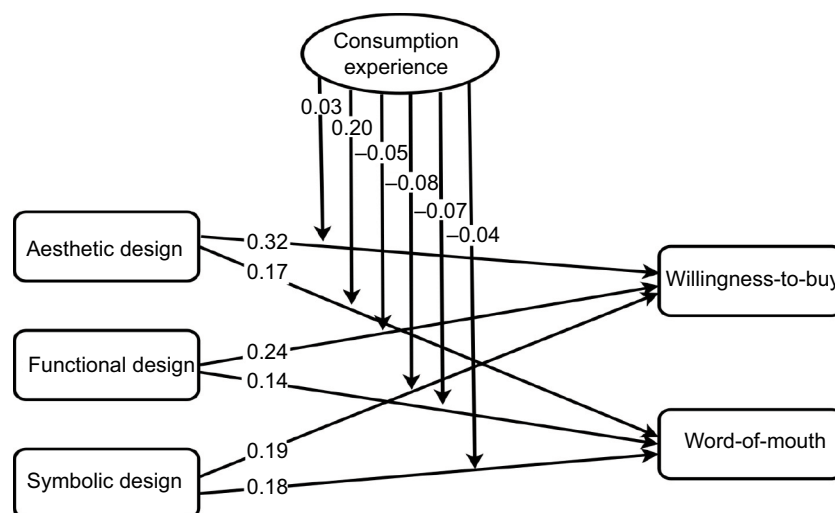 Consumption
experience
0.03
0.20
–0.05
–0.08
–0.07
–0.04
Aesthetic design
0.32
0.17
Willingness-to-buy
Functional design
0.24
0.14
Word-of-mouth
Symbolic design
0.19
0.18